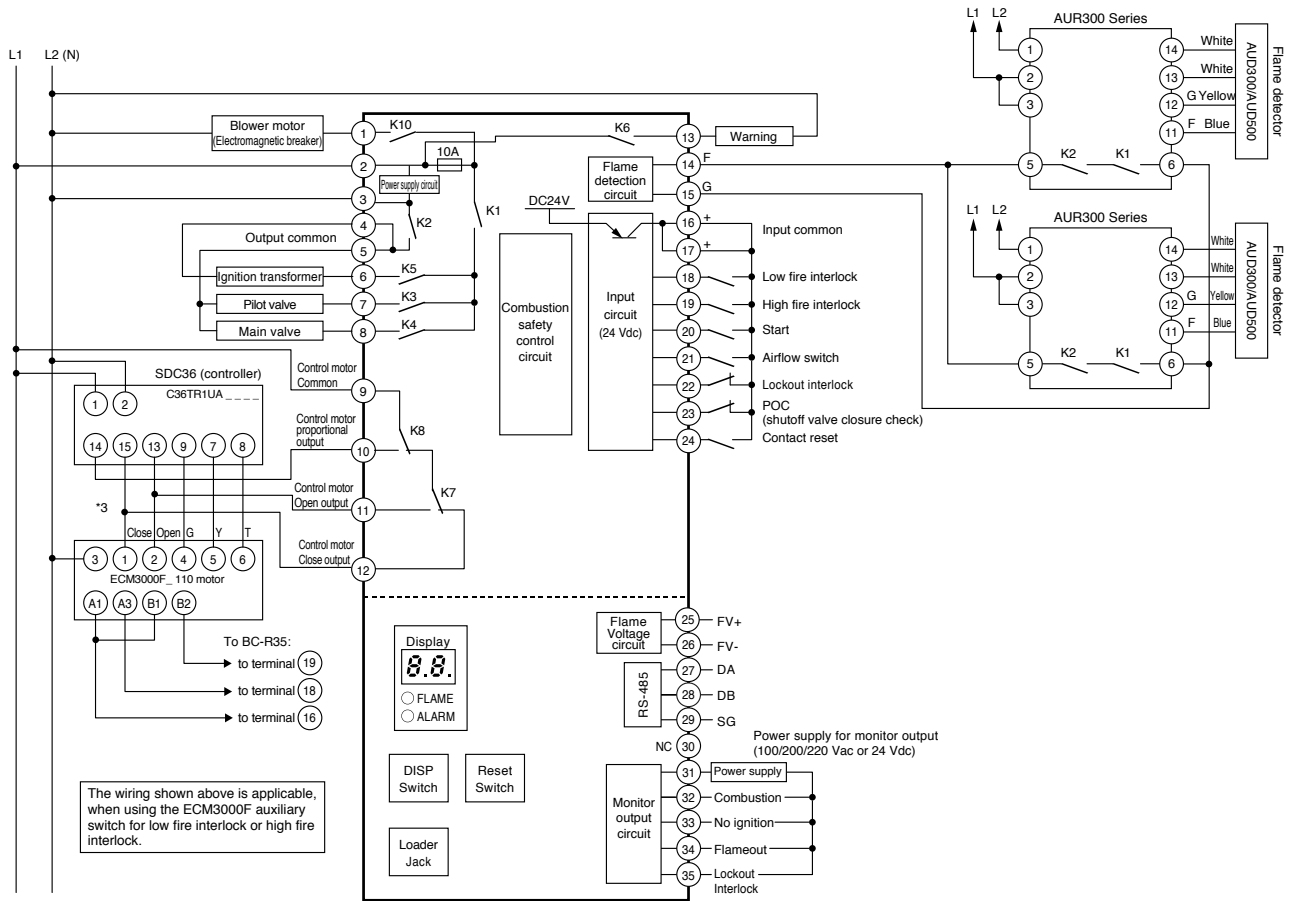 L1 L2 AUR300 Series
L1 L2 (N)
1 14 White
2 13 White
3 12 G Yellow
11 F Blue
AUD300/AUD500
Flame detector
5 K2 K1 6
L1 L2 AUR300 Series
1 14 White
2 13 White
3 12 G Yellow
11 F Blue
AUD300/AUD500
Flame detector
5 K2 K1 6
Blower motor
(Electromagnetic breaker)
1 K10
K6 13 Warning
2 10A
Power supply circuit
3
K2 K1
4
Output common
5
Ignition transformer 6 K5
Pilot valve 7 K3
Main valve 8 K4
Flame
detection
circuit
14 F
15 G
DC24V
Combustion
safety
control
circuit
Input
circuit
(24 Vdc)
16 +
Input common
17 +
18 Low fire interlock
19 High fire interlock
20 Start
21 Airflow switch
22 Lockout interlock
23 POC
(shutoff valve closure check)
24 Contact reset
SDC36 (controller)
C36TR1UA _ _ _ _
1 2
14 15 13 9 7 8
Control motor
Common
9
K8
Control motor
proportional
output
10
K7
Control motor
Open output
11
Control motor
Close output
12
*3
Close Open G Y T
3 1 2 4 5 6
ECM3000F_ 110 motor
A1 A3 B1 B2
To BC-R35:
to terminal 19
to terminal 18
to terminal 16
The wiring shown above is applicable,
when using the ECM3000F auxiliary
switch for low fire interlock or high fire
interlock.
Display
8.8.
FLAME
ALARM
DISP
Switch
Reset
Switch
Loader
Jack
Flame
Voltage
circuit
25 FV+
26 FV-
RS-485
27 DA
28 DB
29 SG
NC 30
Power supply for monitor output
(100/200/220 Vac or 24 Vdc)
Monitor
output
circuit
31 Power supply
32 Combustion
33 No ignition
34 Flameout
35 Lockout
Interlock